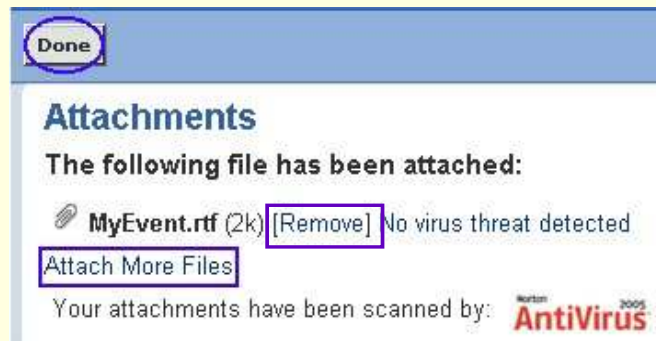 Done
Attachments
The following file has been attached:
MyEvent.rtf (2k) [Remove] No virus threat detected
Attach More Files
Your attachments have been scanned by: Norton AntiVirus 2005